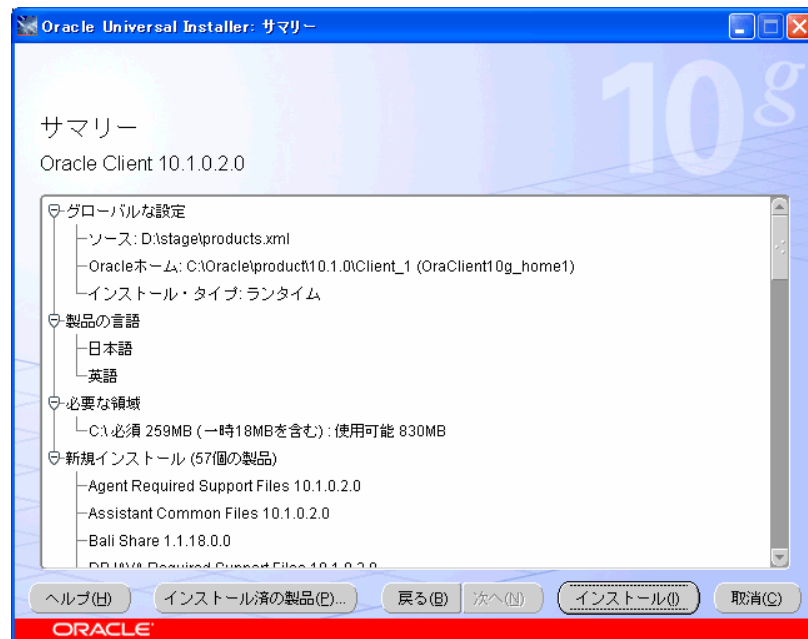 Oracle Universal Installer: サマリー
10g
サマリー
Oracle Client 10.1.0.2.0
グローバルな設定
ソース: D:\stage\products.xml
Oracleホーム: C:\Oracle\product\10.1.0\Client_1 (OraClient10g_home1)
インストール・タイプ: ランタイム
製品の言語
日本語
英語
必要な領域
C:\ 必須 259MB (一時18MBを含む) : 使用可能 830MB
新規インストール (57個の製品)
Agent Required Support Files 10.1.0.2.0
Assistant Common Files 10.1.0.2.0
Bali Share 1.1.18.0.0
Required Support Files 10.1.0.2.0
ヘルプ(H) インストール済の製品(P)... 戻る(B) 次へ(N) インストール(I) 取消(C)
ORACLE